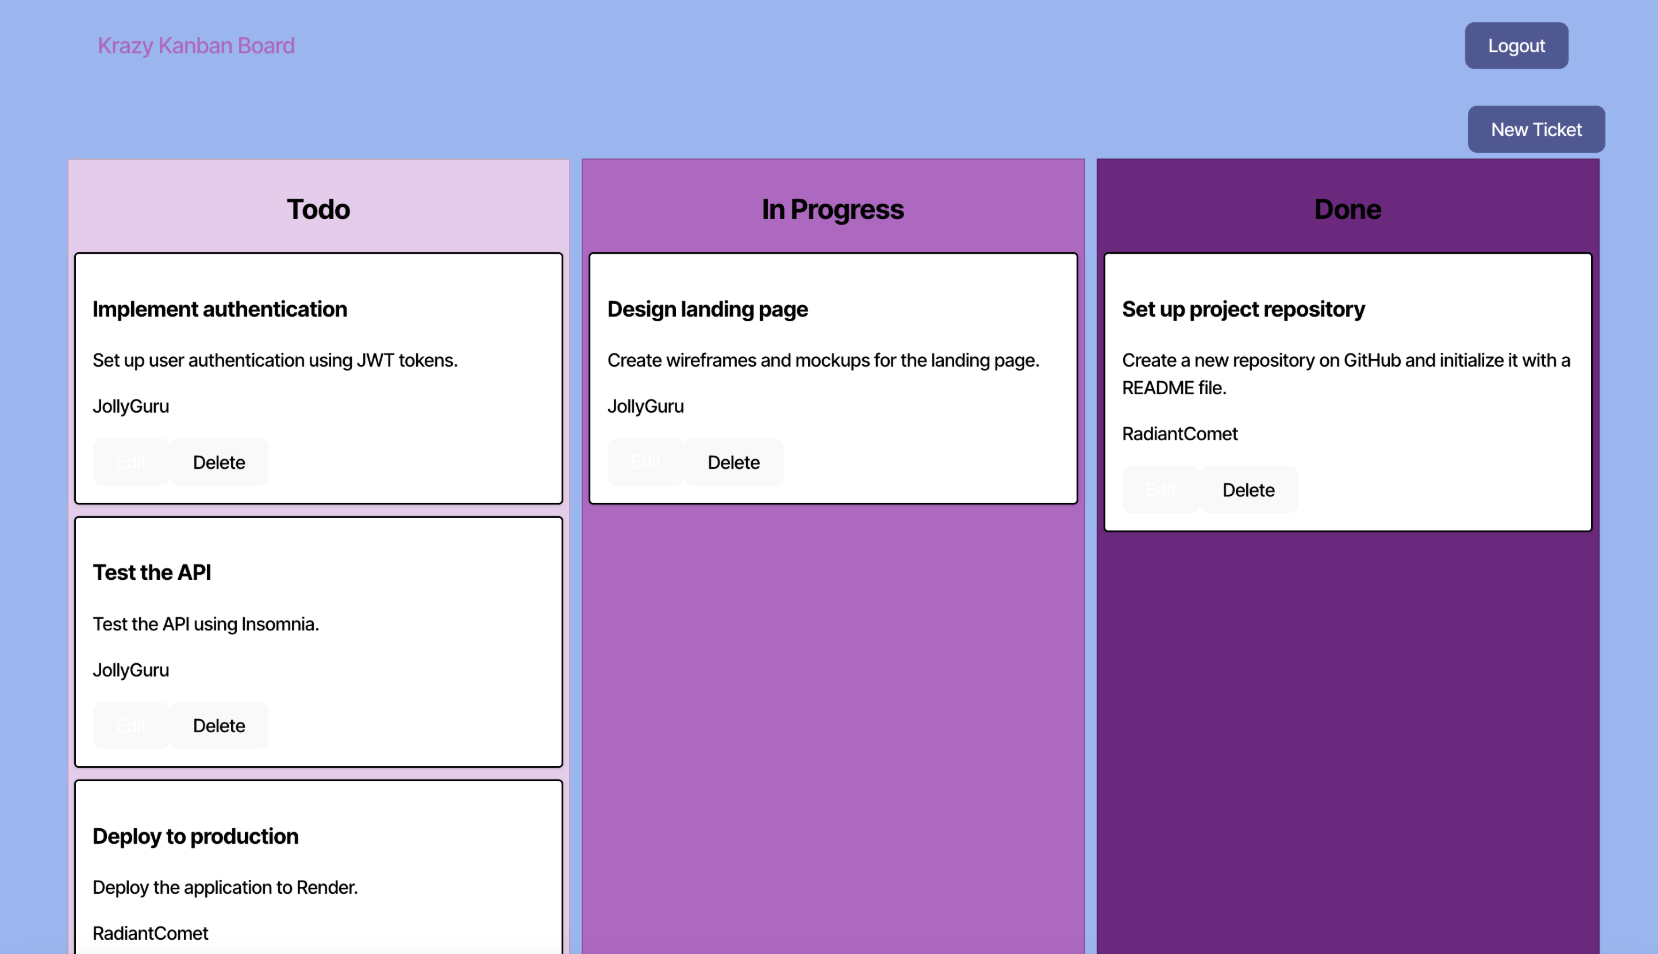 Krazy Kanban Board
Logout
New Ticket
Todo
Implement authentication
Set up user authentication using JWT tokens.
JollyGuru
Edit Delete
Test the API
Test the API using Insomnia.
JollyGuru
Edit Delete
Deploy to production
Deploy the application to Render.
RadiantComet
In Progress
Design landing page
Create wireframes and mockups for the landing page.
JollyGuru
Edit Delete
Done
Set up project repository
Create a new repository on GitHub and initialize it with a
README file.
RadiantComet
Edit Delete